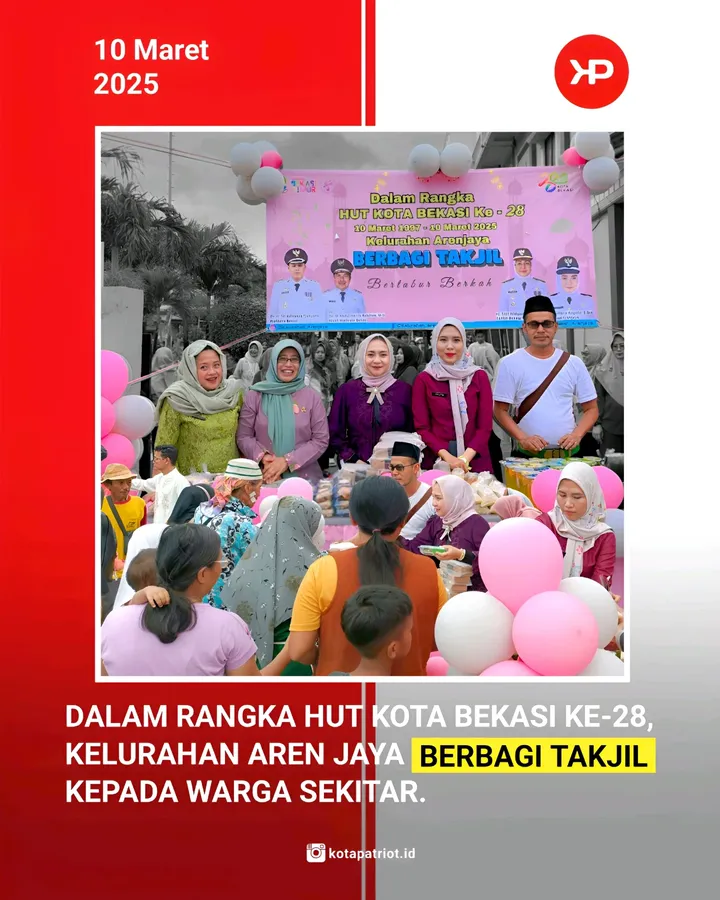 10 Maret
2025
KP
Dalam Rangka
HUT KOTA BEKASI Ke - 28
10 Maret 1997 - 10 Maret 2025
Kelurahan Arenjaya
BERBAGI TAKJIL
Bertabur Berkah
DALAM RANGKA HUT KOTA BEKASI KE-28,
KELURAHAN AREN JAYA BERBAGI TAKJIL
KEPADA WARGA SEKITAR.
kotapatriot.id